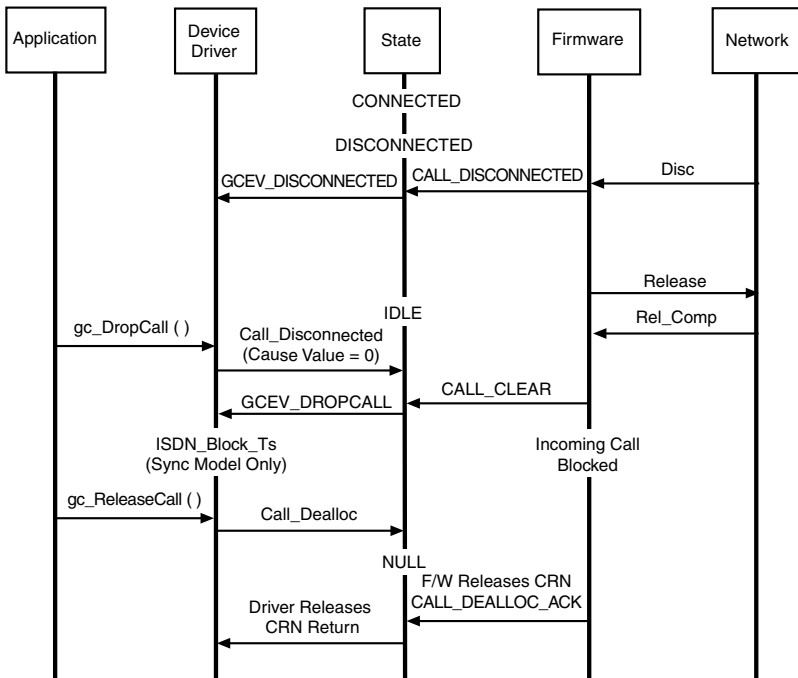 Application
Device
Driver
State
Firmware
Network
CONNECTED
DISCONNECTED
GCEV_DISCONNECTED
CALL_DISCONNECTED
Disc
Release
IDLE
gc_DropCall ( )
Call_Disconnected
(Cause Value = 0)
Rel_Comp
CALL_CLEAR
GCEV_DROPCALL
ISDN_Block_Ts
(Sync Model Only)
Incoming Call
Blocked
gc_ReleaseCall ( )
Call_Dealloc
NULL
F/W Releases CRN
CALL_DEALLOC_ACK
Driver Releases
CRN Return